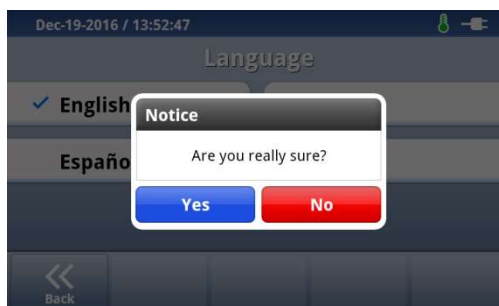 Dec-19-2016 / 13:52:47
Language
English
Notice
Are you really sure?
Españo
Yes
No
Back